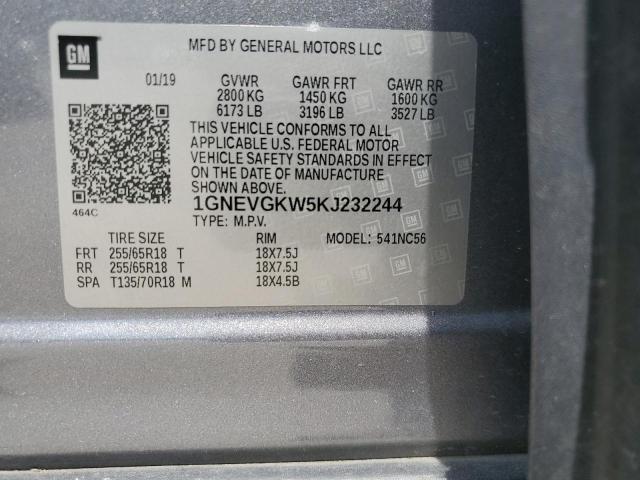 GM
MFD BY GENERAL MOTORS LLC
01/19 GVWR GAWR FRT GAWR RR
2800 KG 1450 KG 1600 KG
6173 LB 3196 LB 3527 LB
THIS VEHICLE CONFORMS TO ALL
APPLICABLE U.S. FEDERAL MOTOR
VEHICLE SAFETY STANDARDS IN EFFECT
ON THE DATE OF MANUFACTURE
SHOWN ABOVE.
464C
1GNEVGKW5KJ232244
TYPE: M.P.V.
TIRE SIZE RIM MODEL: 541NC56
FRT 255/65R18 T 18X7.5J
RR 255/65R18 T 18X7.5J
SPA T135/70R18 M 18X4.5B